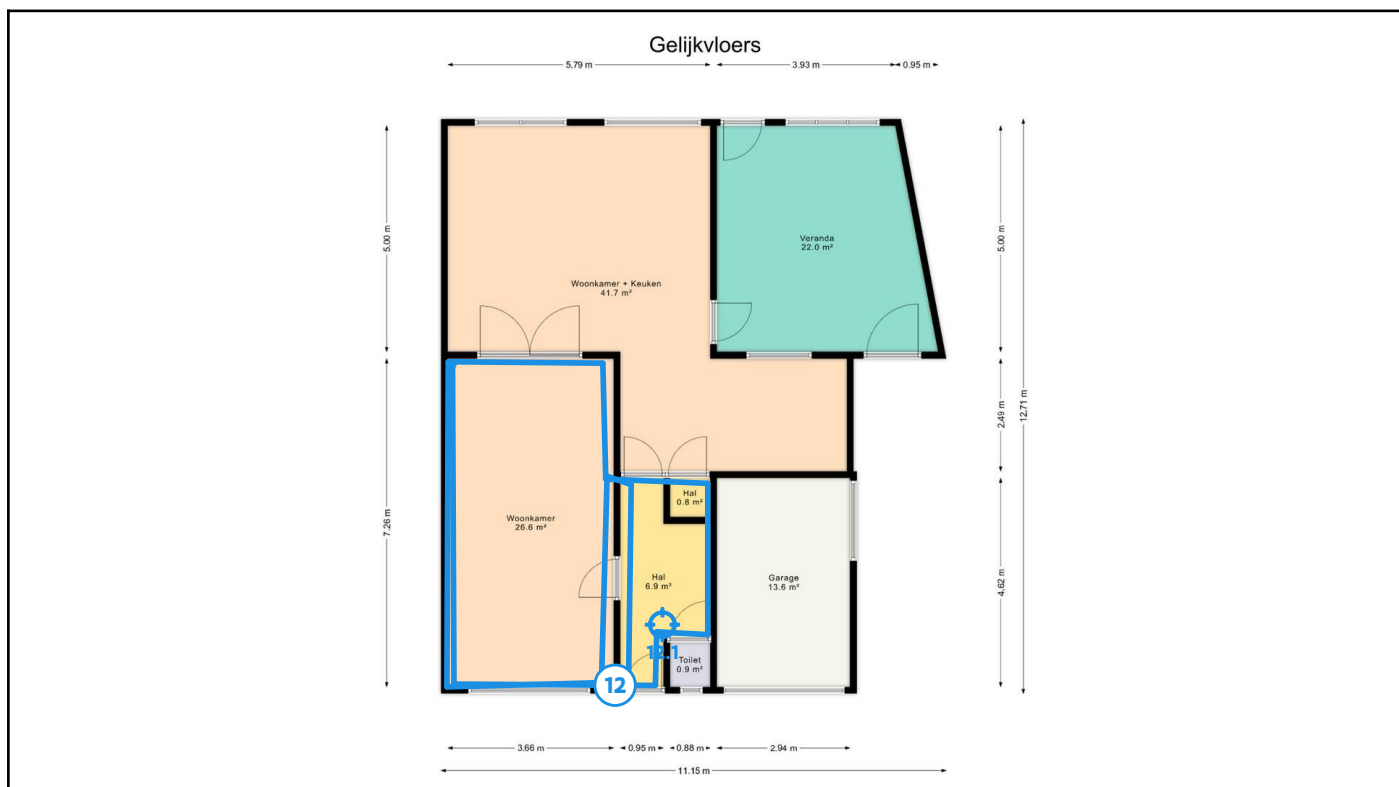 Gelijkvloers
5.79 m
3.93 m
0.95 m
5.00 m
5.00 m
Veranda
22.0 m²
Woonkamer + Keuken
41.7 m²
2.49 m
12.71 m
7.26 m
Hal
0.8 m²
Woonkamer
26.6 m²
Hal
6.9 m²
Garage
13.6 m²
4.62 m
12.1
Toilet
0.9 m²
12
3.66 m
0.95 m
0.88 m
2.94 m
11.15 m